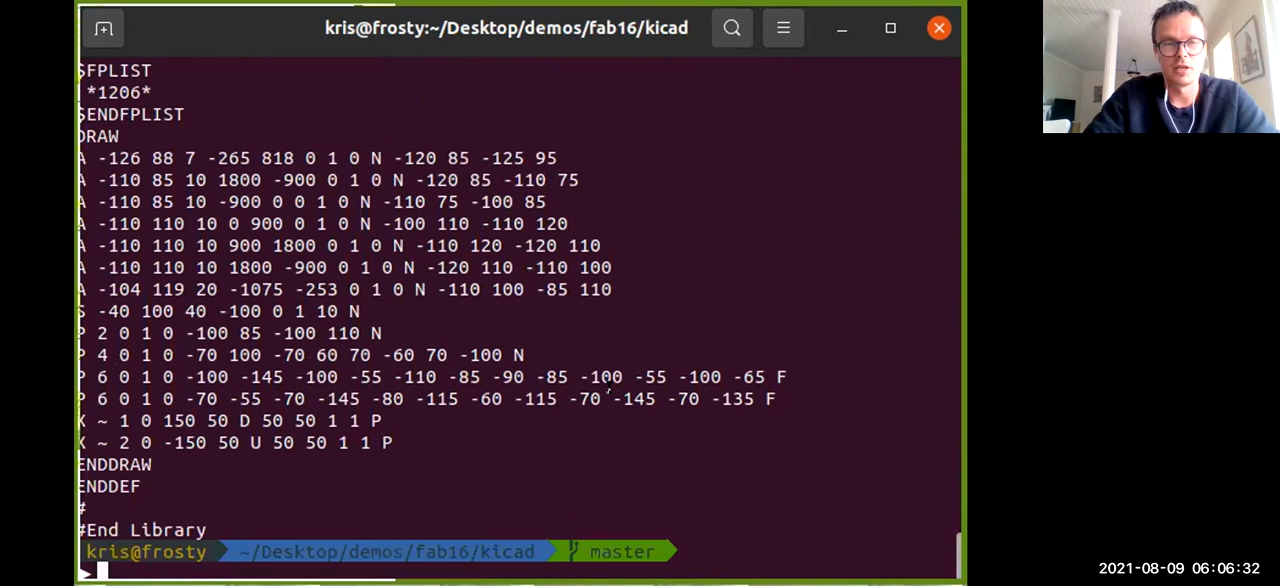 kris@frosty:~/Desktop/demos/fab16/kicad
$FPLIST
*1206*
$ENDFPLIST
DRAW
A -126 88 7 -265 818 0 1 0 N -120 85 -125 95
A -110 85 10 1800 -900 0 1 0 N -120 85 -110 75
A -110 85 10 -900 0 0 1 0 N -110 75 -100 85
A -110 110 10 0 900 0 1 0 N -100 110 -110 120
A -110 110 10 900 1800 0 1 0 N -110 120 -120 110
A -110 110 10 1800 -900 0 1 0 N -120 110 -110 100
A -104 119 20 -1075 -253 0 1 0 N -110 100 -85 110
S -40 100 40 -100 0 1 10 N
P 2 0 1 0 -100 85 -100 110 N
P 4 0 1 0 -70 100 -70 60 70 -60 70 -100 N
P 6 0 1 0 -100 -145 -100 -55 -110 -85 -90 -85 -100 -55 -100 -65 F
P 6 0 1 0 -70 -55 -70 -145 -80 -115 -60 -115 -70 -145 -70 -135 F
X ~ 1 0 150 50 D 50 50 1 1 P
X ~ 2 0 -150 50 U 50 50 1 1 P
ENDDRAW
ENDDEF
#
#End Library
kris@frosty ~/Desktop/demos/fab16/kicad master
2021-08-09 06:06:32